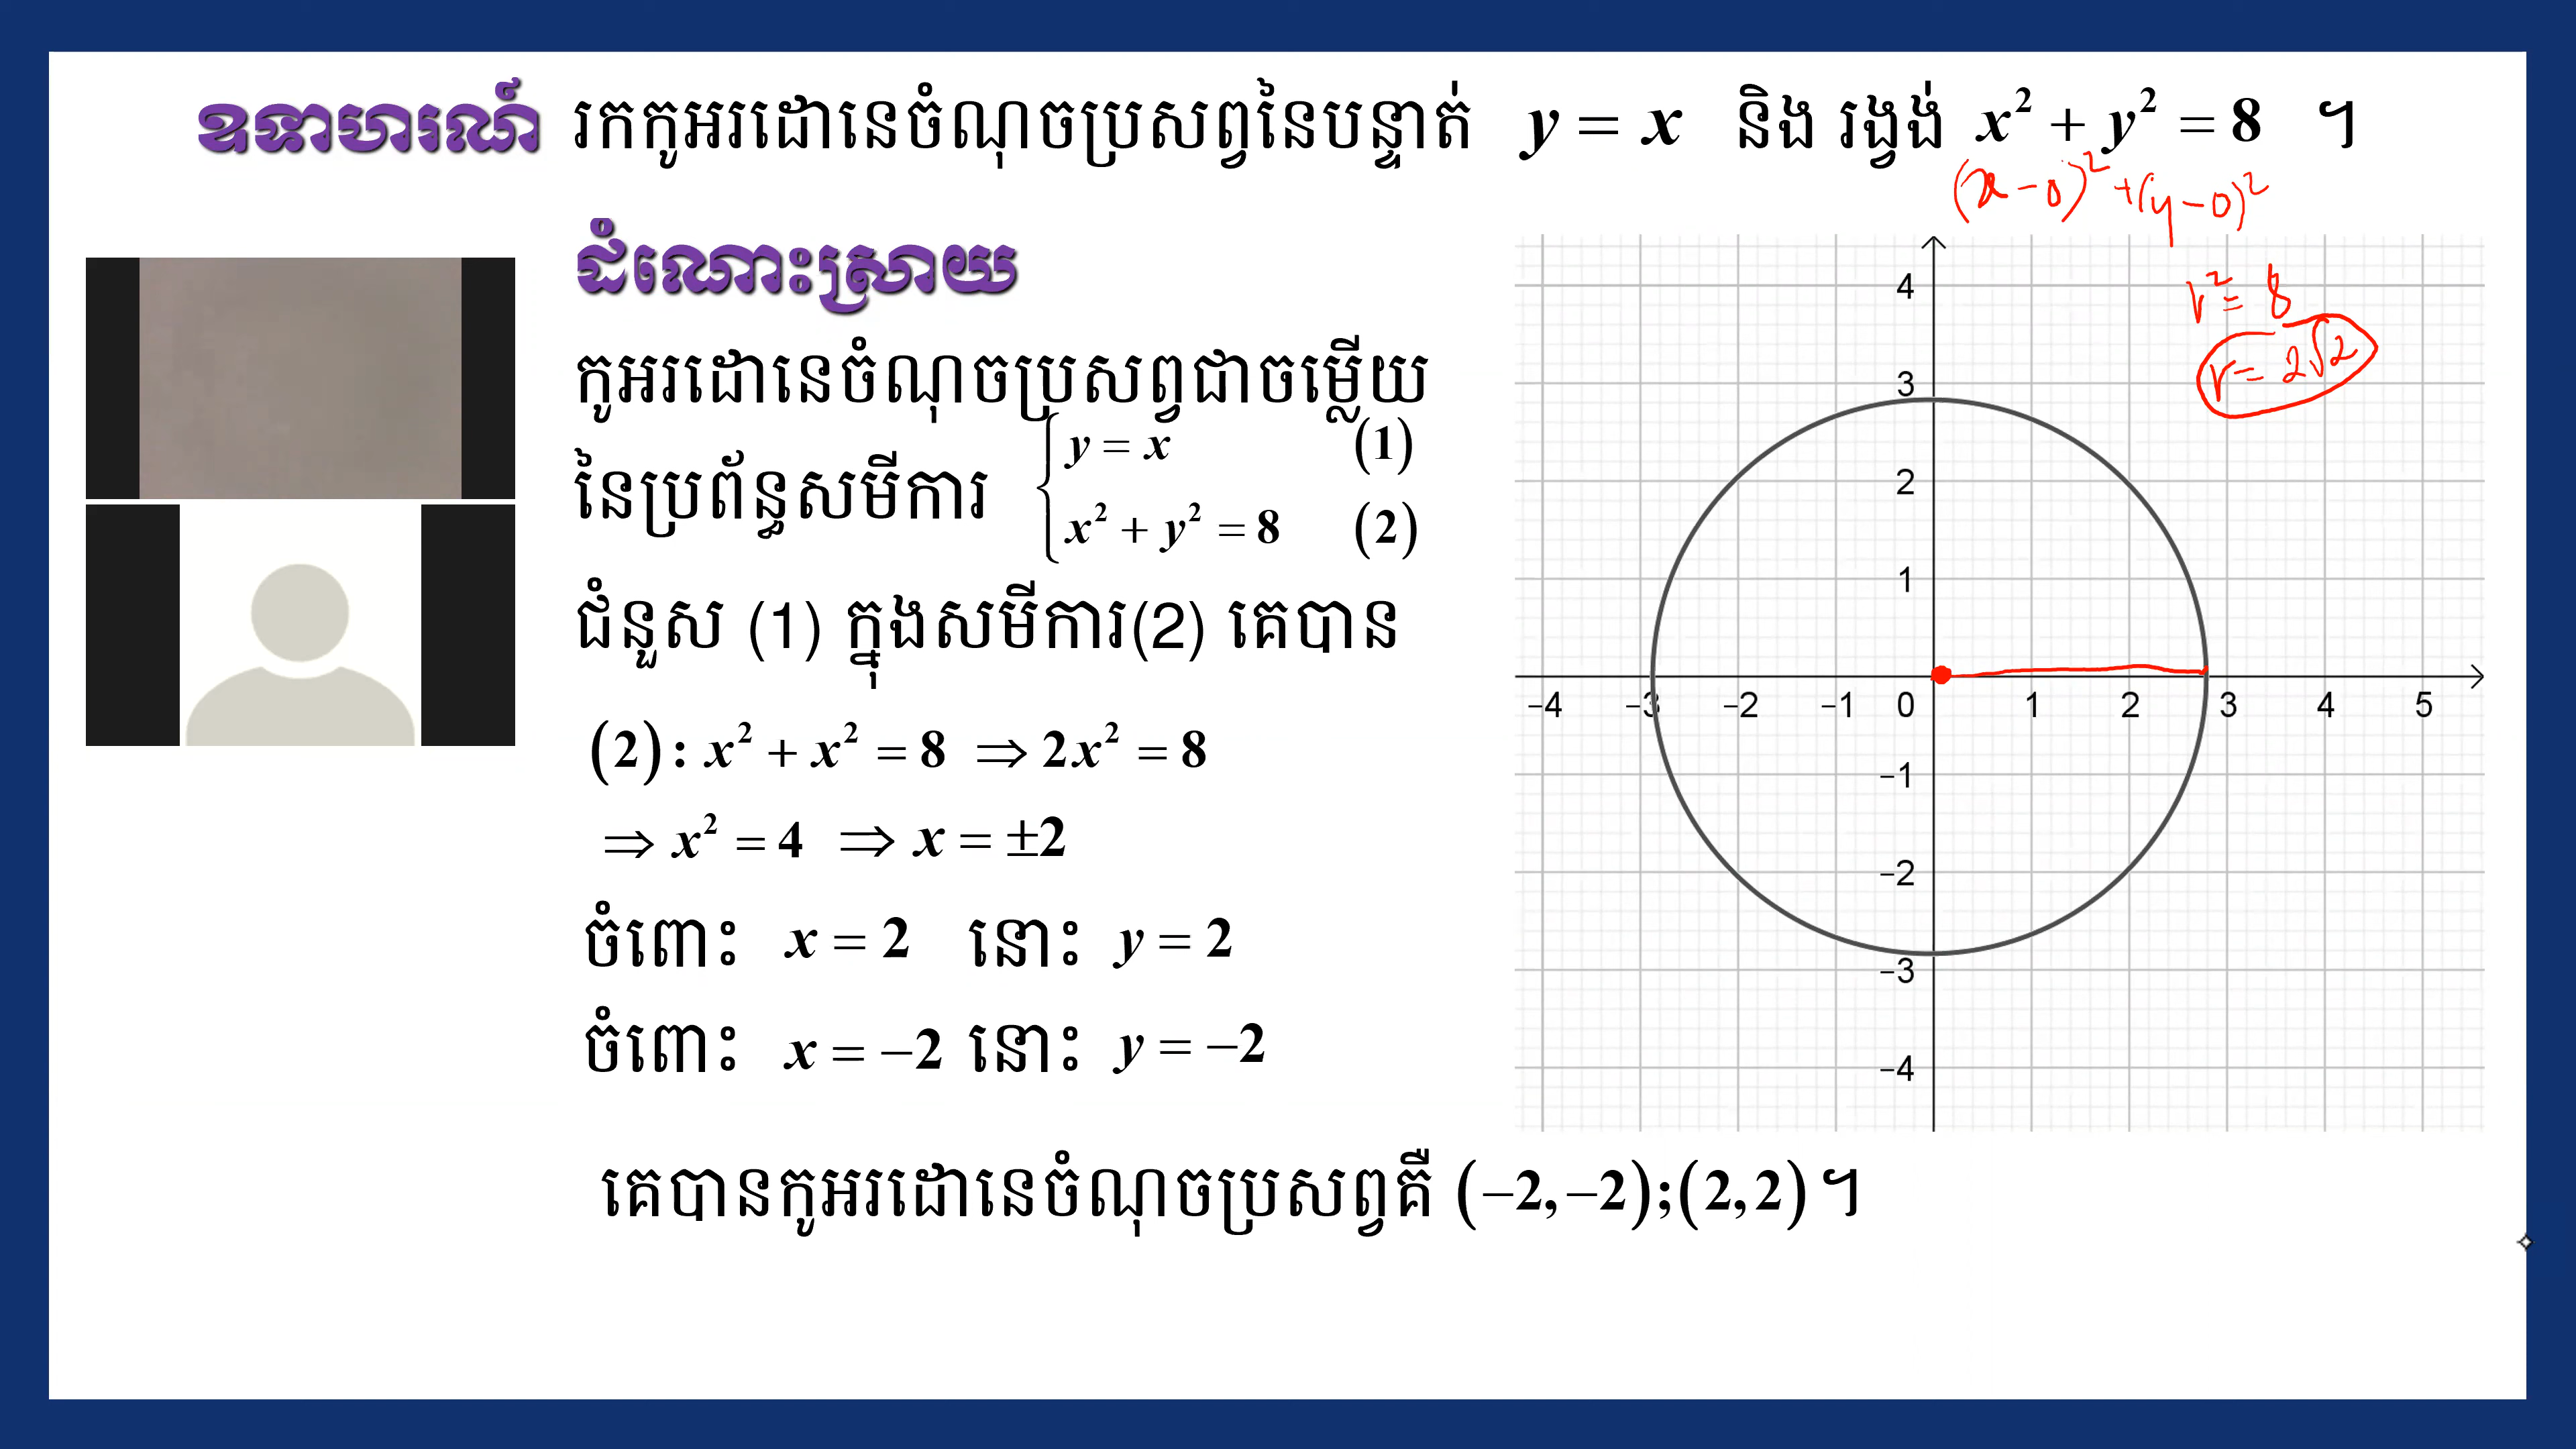 ឧទាហរណ៍ រកកូអរដោនេចំណុចប្រសព្វនៃបន្ទាត់ y = x និង រង្វង់ x² + y² = 8 ។
(x − 0)² + (y − 0)²
r² = 8
r = 2√2
ដំណោះស្រាយ
កូអរដោនេចំណុចប្រសព្វជាចម្លើយ
នៃប្រព័ន្ធសមីការ
y = x (1)
x² + y² = 8 (2)
ជំនួស (1) ក្នុងសមីការ(2) គេបាន
(2) : x² + x² = 8 ⇒ 2x² = 8
⇒ x² = 4 ⇒ x = ±2
ចំពោះ x = 2 នោះ y = 2
ចំពោះ x = −2 នោះ y = −2
គេបានកូអរដោនេចំណុចប្រសព្វគឺ (−2, −2);(2, 2) ។
4
3
2
1
−4 −3 −2 −1 0 1 2 3 4 5
−1
−2
−3
−4